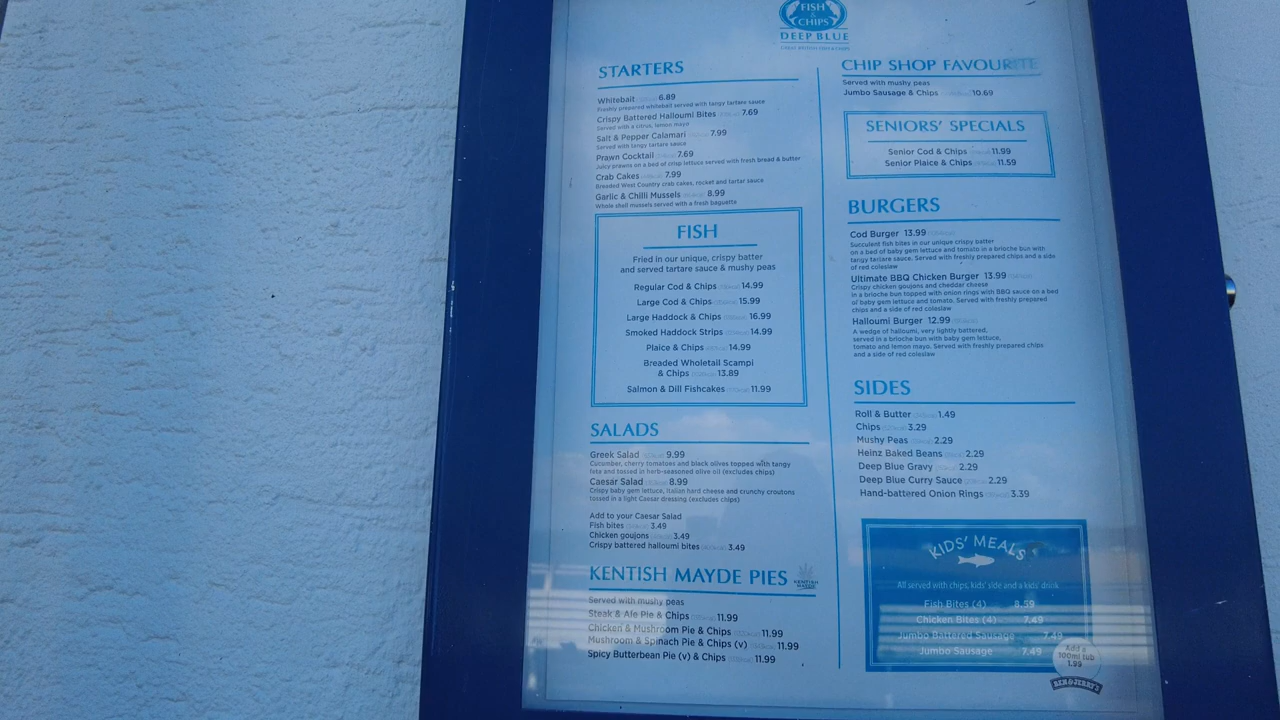 FISH
&
CHIPS
DEEP BLUE
STARTERS
Whitebait 6.89
Freshly prepared whitebait served with tangy tartare sauce
Crispy Battered Halloumi Bites 7.69
Served with a citrus, lemon mayo
Salt & Pepper Calamari 7.99
Served with tangy tartare sauce
Prawn Cocktail 7.69
Juicy prawns on a bed of crisp lettuce served with fresh bread & butter
Crab Cakes 7.99
Breaded West Country crab cakes, rocket and tartar sauce
Garlic & Chilli Mussels 8.99
Whole shell mussels served with a fresh baguette
FISH
Fried in our unique, crispy batter
and served tartare sauce & mushy peas
Regular Cod & Chips 14.99
Large Cod & Chips 15.99
Large Haddock & Chips 16.99
Smoked Haddock Strips 14.99
Plaice & Chips 14.99
Breaded Wholetail Scampi
& Chips 13.89
Salmon & Dill Fishcakes 11.99
SALADS
Greek Salad 9.99
Cucumber, cherry tomatoes and black olives topped with tangy
feta and tossed in herb-seasoned olive oil (excludes chips)
Caesar Salad 8.99
Crispy baby gem lettuce, Italian hard cheese and crunchy croutons
tossed in a light Caesar dressing (excludes chips)
Add to your Caesar Salad
Fish bites 3.49
Chicken goujons 3.49
Crispy battered halloumi bites 3.49
KENTISH MAYDE PIES KENTISH MAYDE
Served with mushy peas
Steak & Ale Pie & Chips 11.99
Chicken & Mushroom Pie & Chips 11.99
Mushroom & Spinach Pie & Chips (v) 11.99
Spicy Butterbean Pie (v) & Chips 11.99
CHIP SHOP FAVOURITE
Served with mushy peas
Jumbo Sausage & Chips 10.69
SENIORS' SPECIALS
Senior Cod & Chips 11.99
Senior Plaice & Chips 11.59
BURGERS
Cod Burger 13.99
Succulent fish bites in our unique crispy batter
on a bed of baby gem lettuce and tomato in a brioche bun with
tangy tartare sauce. Served with freshly prepared chips and a side
of red coleslaw
Ultimate BBQ Chicken Burger 13.99
Crispy chicken goujons and cheddar cheese
in a brioche bun topped with onion rings with BBQ sauce on a bed
of baby gem lettuce and tomato. Served with freshly prepared
chips and a side of red coleslaw
Halloumi Burger 12.99
A wedge of halloumi, very lightly battered,
served in a brioche bun with baby gem lettuce,
tomato and lemon mayo. Served with freshly prepared chips
and a side of red coleslaw
SIDES
Roll & Butter 1.49
Chips 3.29
Mushy Peas 2.29
Heinz Baked Beans 2.29
Deep Blue Gravy 2.29
Deep Blue Curry Sauce 2.29
Hand-battered Onion Rings 3.39
KIDS' MEALS
All served with chips, kids' side and a kids' drink
Fish Bites (4) 8.59
Chicken Bites (4) 7.49
Jumbo Battered Sausage 7.49
Jumbo Sausage 7.49
Add a
100ml tub
1.99
BEN & JERRY'S